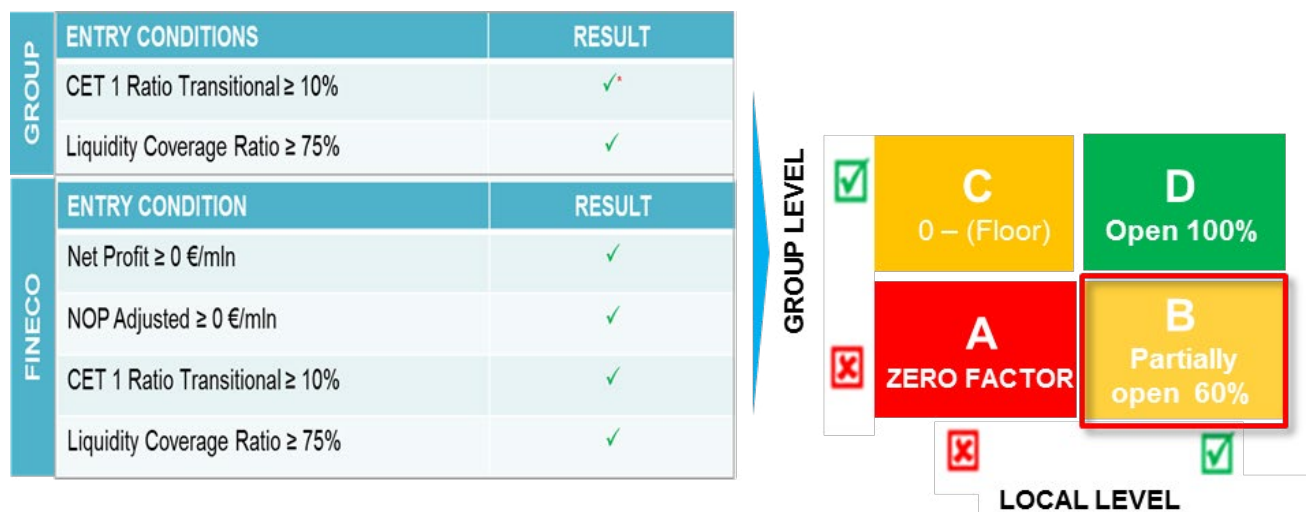 GROUP
ENTRY CONDITIONS RESULT
CET 1 Ratio Transitional ≥ 10% ✓*
Liquidity Coverage Ratio ≥ 75% ✓
FINECO
ENTRY CONDITION RESULT
Net Profit ≥ 0 €/mln ✓
NOP Adjusted ≥ 0 €/mln ✓
CET 1 Ratio Transitional ≥ 10% ✓
Liquidity Coverage Ratio ≥ 75% ✓
GROUP LEVEL
C
0 – (Floor)
D
Open 100%
A
ZERO FACTOR
B
Partially
open 60%
LOCAL LEVEL